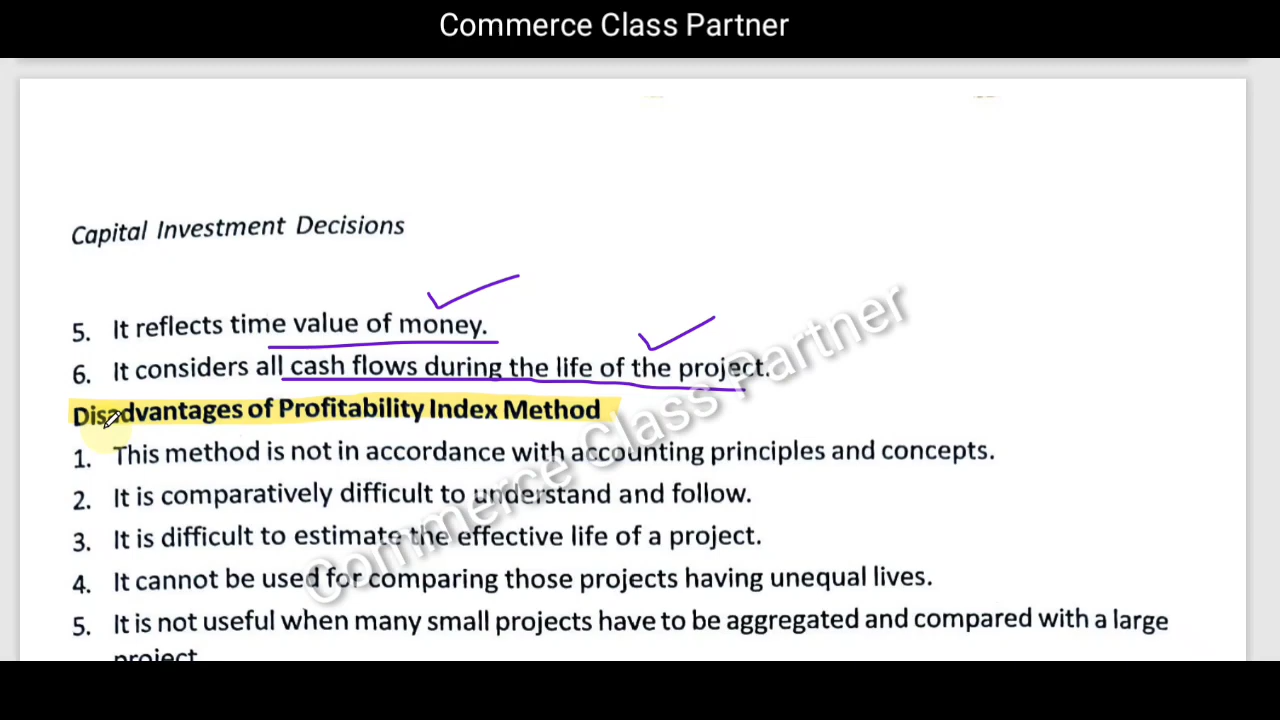 Commerce Class Partner
Capital Investment Decisions
5. It reflects time value of money.
6. It considers all cash flows during the life of the project.
Disadvantages of Profitability Index Method
1. This method is not in accordance with accounting principles and concepts.
2. It is comparatively difficult to understand and follow.
3. It is difficult to estimate the effective life of a project.
4. It cannot be used for comparing those projects having unequal lives.
5. It is not useful when many small projects have to be aggregated and compared with a large
project
Commerce Class Partner